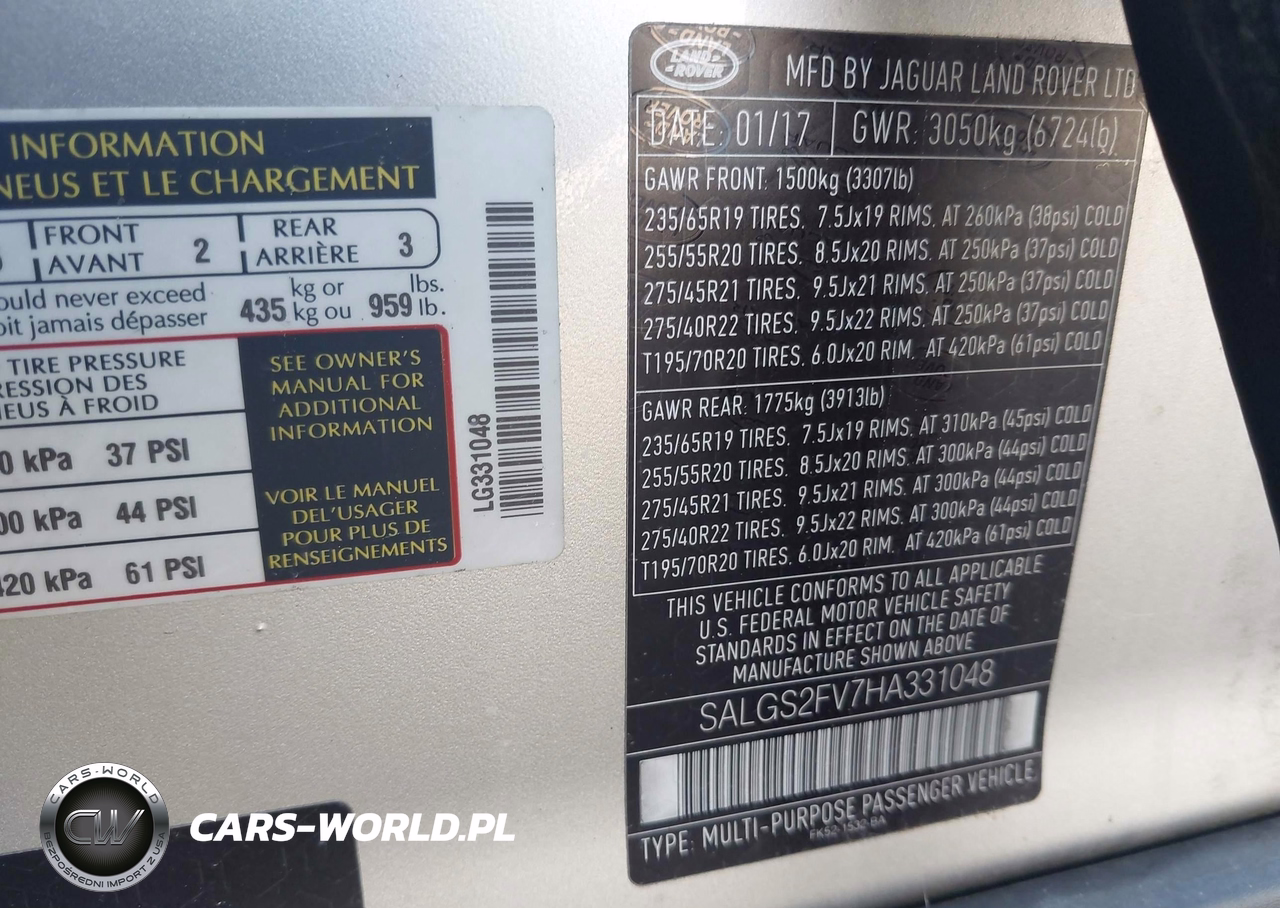 INFORMATION
NEUS ET LE CHARGEMENT
FRONT 2 REAR 3
AVANT ARRIÈRE
ould never exceed 435 kg or 959 lbs.
oit jamais dépasser kg ou lb.
TIRE PRESSURE
RESSION DES
NEUS À FROID
0 kPa 37 PSI
00 kPa 44 PSI
420 kPa 61 PSI
SEE OWNER'S
MANUAL FOR
ADDITIONAL
INFORMATION
VOIR LE MANUEL
DEL'USAGER
POUR PLUS DE
RENSEIGNEMENTS
LG331048
LAND ROVER
MFD BY JAGUAR LAND ROVER LTD
DATE: 01/17 GWR: 3050kg (6724lb)
GAWR FRONT: 1500kg (3307lb)
235/65R19 TIRES. 7.5Jx19 RIMS. AT 260kPa (38psi) COLD
255/55R20 TIRES. 8.5Jx20 RIMS. AT 250kPa (37psi) COLD
275/45R21 TIRES. 9.5Jx21 RIMS. AT 250kPa (37psi) COLD
275/40R22 TIRES. 9.5Jx22 RIMS. AT 250kPa (37psi) COLD
T195/70R20 TIRES. 6.0Jx20 RIM. AT 420kPa (61psi) COLD
GAWR REAR: 1775kg (3913lb)
235/65R19 TIRES. 7.5Jx19 RIMS. AT 310kPa (45psi) COLD
255/55R20 TIRES. 8.5Jx20 RIMS. AT 300kPa (44psi) COLD
275/45R21 TIRES. 9.5Jx21 RIMS. AT 300kPa (44psi) COLD
275/40R22 TIRES. 9.5Jx22 RIMS. AT 300kPa (44psi) COLD
T195/70R20 TIRES. 6.0Jx20 RIM. AT 420kPa (61psi) COLD
THIS VEHICLE CONFORMS TO ALL APPLICABLE
U.S. FEDERAL MOTOR VEHICLE SAFETY
STANDARDS IN EFFECT ON THE DATE OF
MANUFACTURE SHOWN ABOVE
SALGS2FV7HA331048
TYPE: MULTI-PURPOSE PASSENGER VEHICLE
FK52-1532-BA
CARS-WORLD
CW
BEZPOŚREDNI IMPORT Z USA
CARS-WORLD.PL